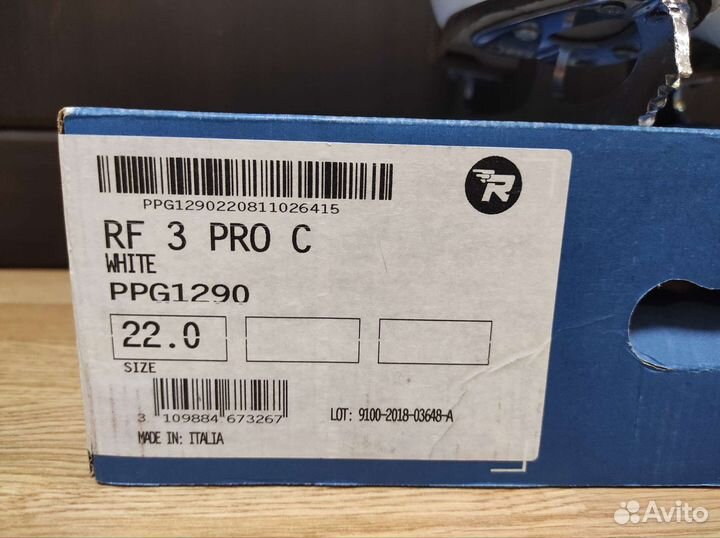 PPG1290220811026415
R
RF 3 PRO C
WHITE
PPG1290
22.0
SIZE
3 109884 673267
LOT: 9100-2018-03648-A
MADE IN: ITALIA
Avito